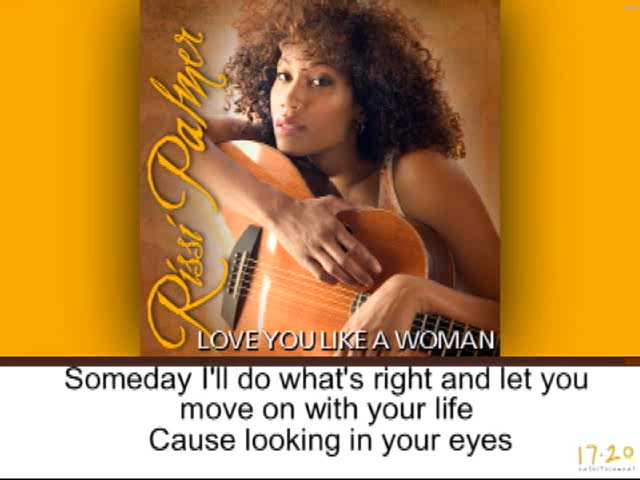 Rissi Palmer
LOVE YOU LIKE A WOMAN
Someday I'll do what's right and let you
move on with your life
Cause looking in your eyes
17·20
entertainment